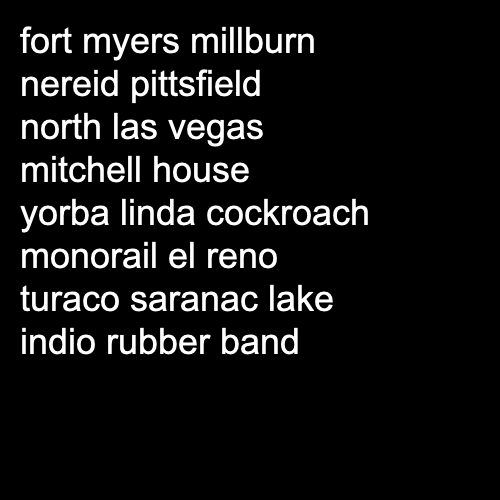 fort myers millburn
nereid pittsfield
north las vegas
mitchell house
yorba linda cockroach
monorail el reno
turaco saranac lake
indio rubber band